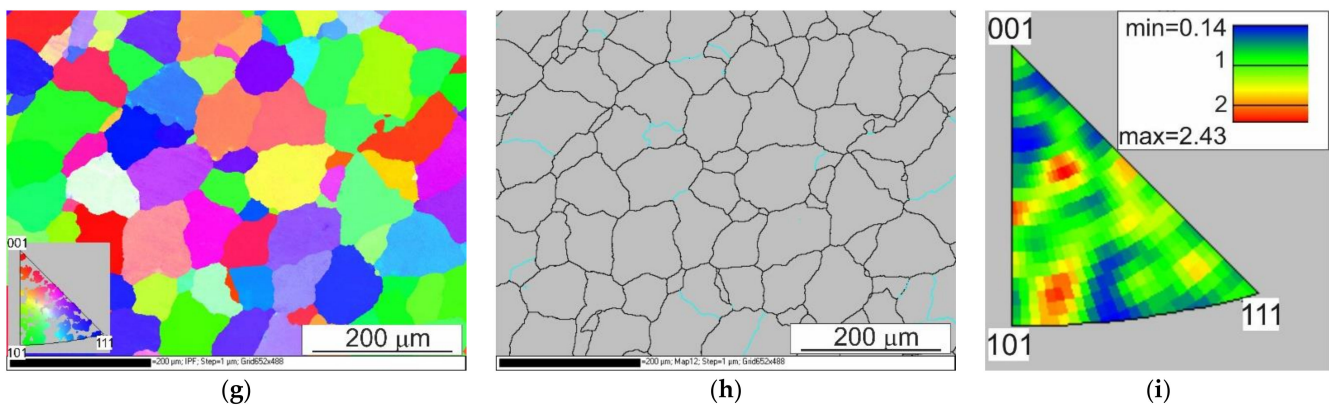 001
111
101
200 µm
=200 µm; IPF; Step=1 µm; Grid652x488
(g)
200 µm
=200 µm; Map12; Step=1 µm; Grid652x488
(h)
001
min=0.14
1
2
max=2.43
111
101
(i)